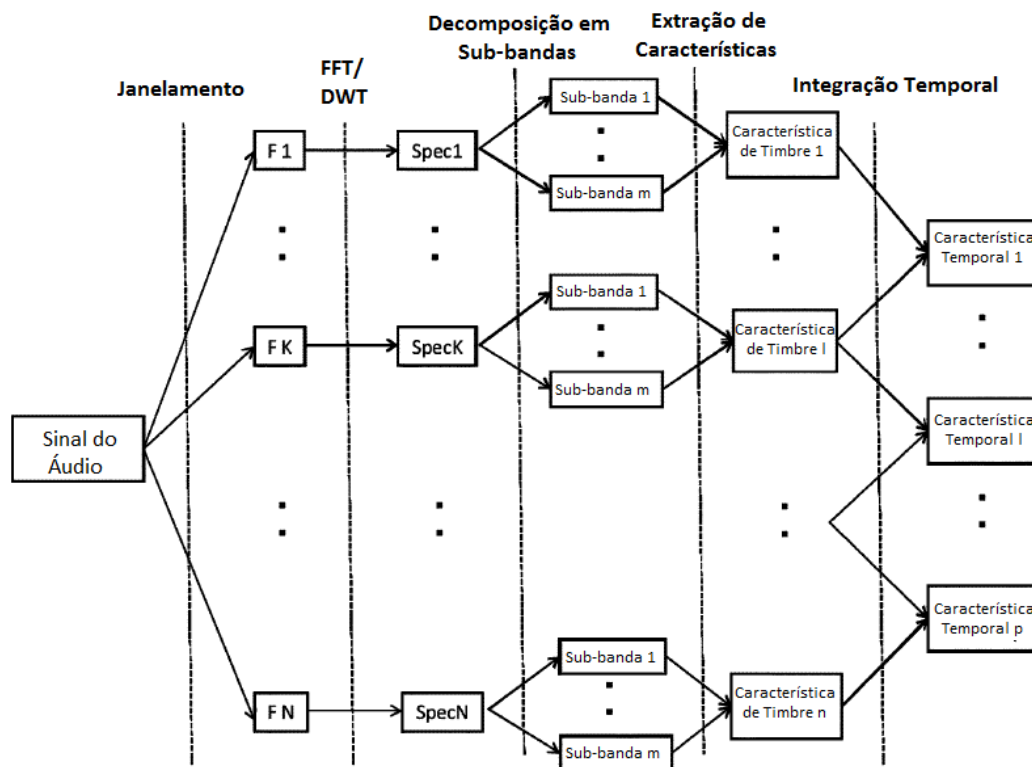 Decomposição em
Sub-bandas
Extração de
Características
Janelamento
FFT/
DWT
Integração Temporal
F 1
Spec1
Sub-banda 1
Sub-banda m
Característica
de Timbre 1
Característica
Temporal 1
F K
SpecK
Sub-banda 1
Sub-banda m
Característica
de Timbre l
Característica
Temporal l
Sinal do
Áudio
F N
SpecN
Sub-banda 1
Sub-banda m
Característica
de Timbre n
Característica
Temporal p